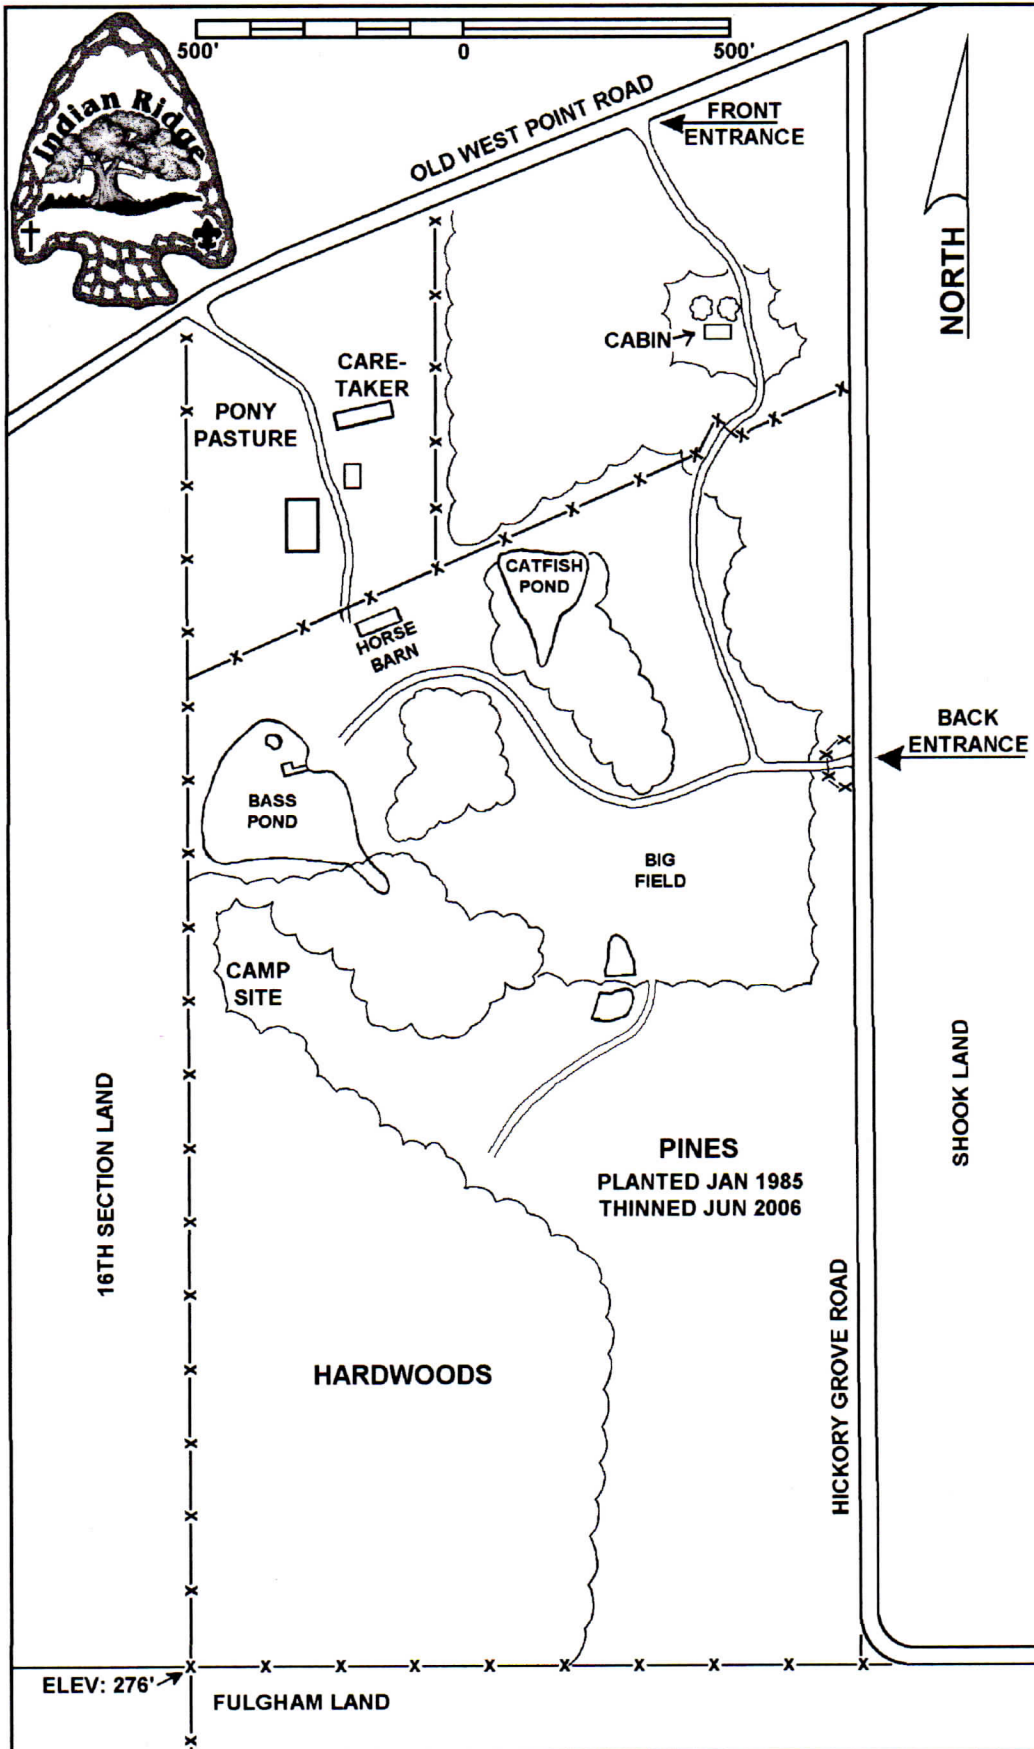 Indian Ridge
500' 0 500'
OLD WEST POINT ROAD
FRONT
ENTRANCE
NORTH
CABIN
CARE-
TAKER
PONY
PASTURE
CATFISH
POND
HORSE
BARN
BACK
ENTRANCE
BASS
POND
BIG
FIELD
CAMP
SITE
16TH SECTION LAND
SHOOK LAND
PINES
PLANTED JAN 1985
THINNED JUN 2006
HICKORY GROVE ROAD
HARDWOODS
ELEV: 276'
FULGHAM LAND